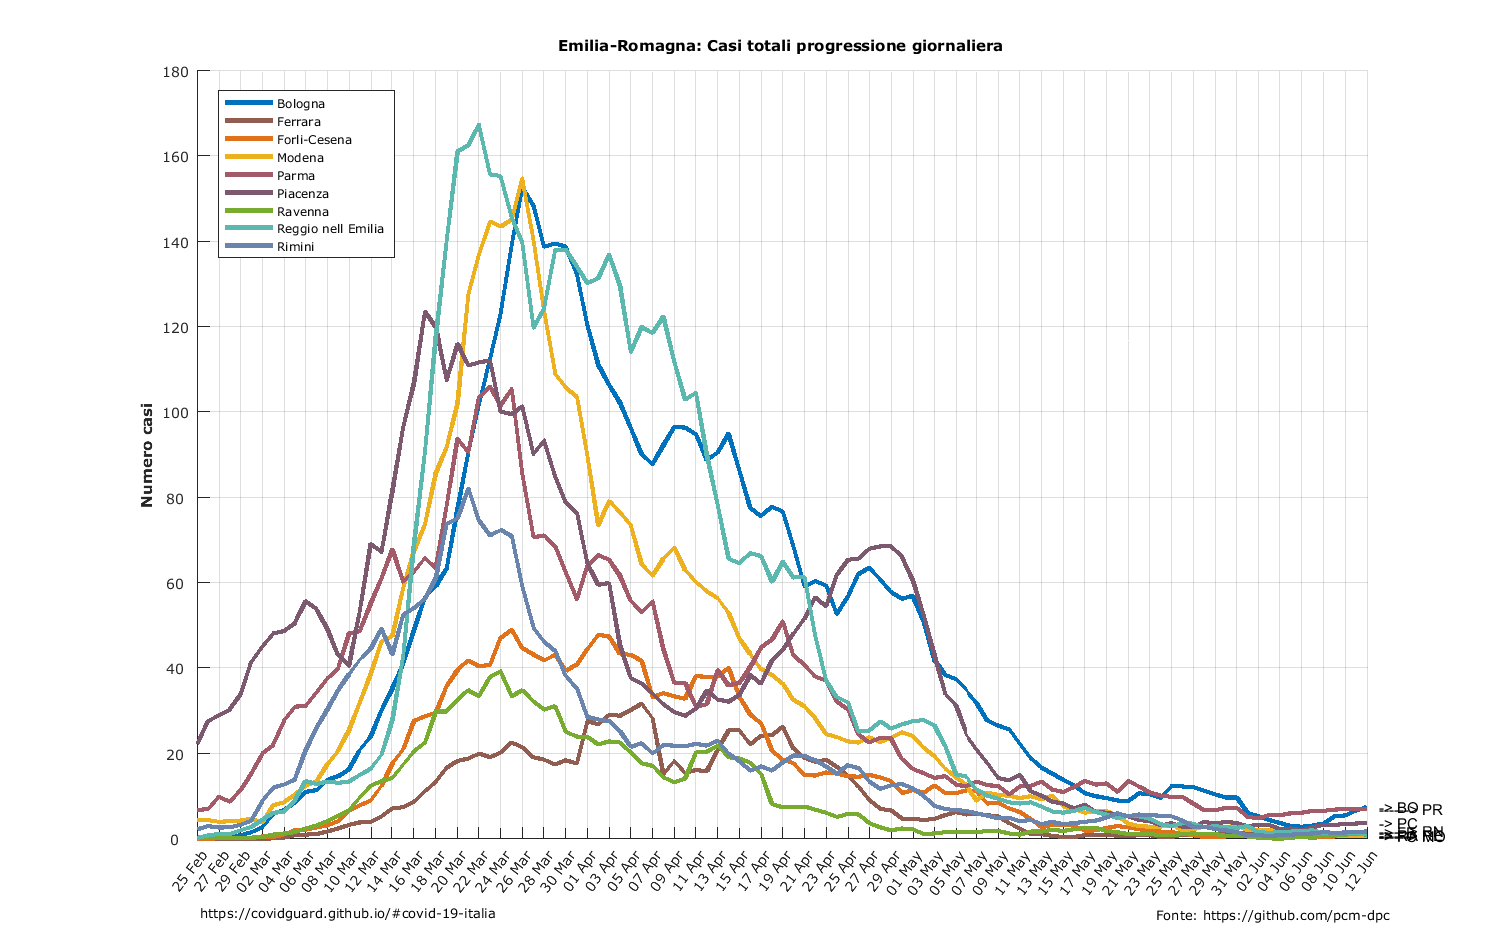 Emilia-Romagna: Casi totali progressione giornaliera
180
160
140
120
100
80
60
40
20
0
Numero casi
Bologna
Ferrara
Forlì-Cesena
Modena
Parma
Piacenza
Ravenna
Reggio nell Emilia
Rimini
-> BO
PR
-> PC
25 Feb
27 Feb
29 Feb
02 Mar
04 Mar
06 Mar
08 Mar
10 Mar
12 Mar
14 Mar
16 Mar
18 Mar
20 Mar
22 Mar
24 Mar
26 Mar
28 Mar
30 Mar
01 Apr
03 Apr
05 Apr
07 Apr
09 Apr
11 Apr
13 Apr
15 Apr
17 Apr
19 Apr
21 Apr
23 Apr
25 Apr
27 Apr
29 Apr
01 May
03 May
05 May
07 May
09 May
11 May
13 May
15 May
17 May
19 May
21 May
23 May
25 May
27 May
29 May
31 May
02 Jun
04 Jun
06 Jun
08 Jun
10 Jun
12 Jun
https://covidguard.github.io/#covid-19-italia
Fonte: https://github.com/pcm-dpc